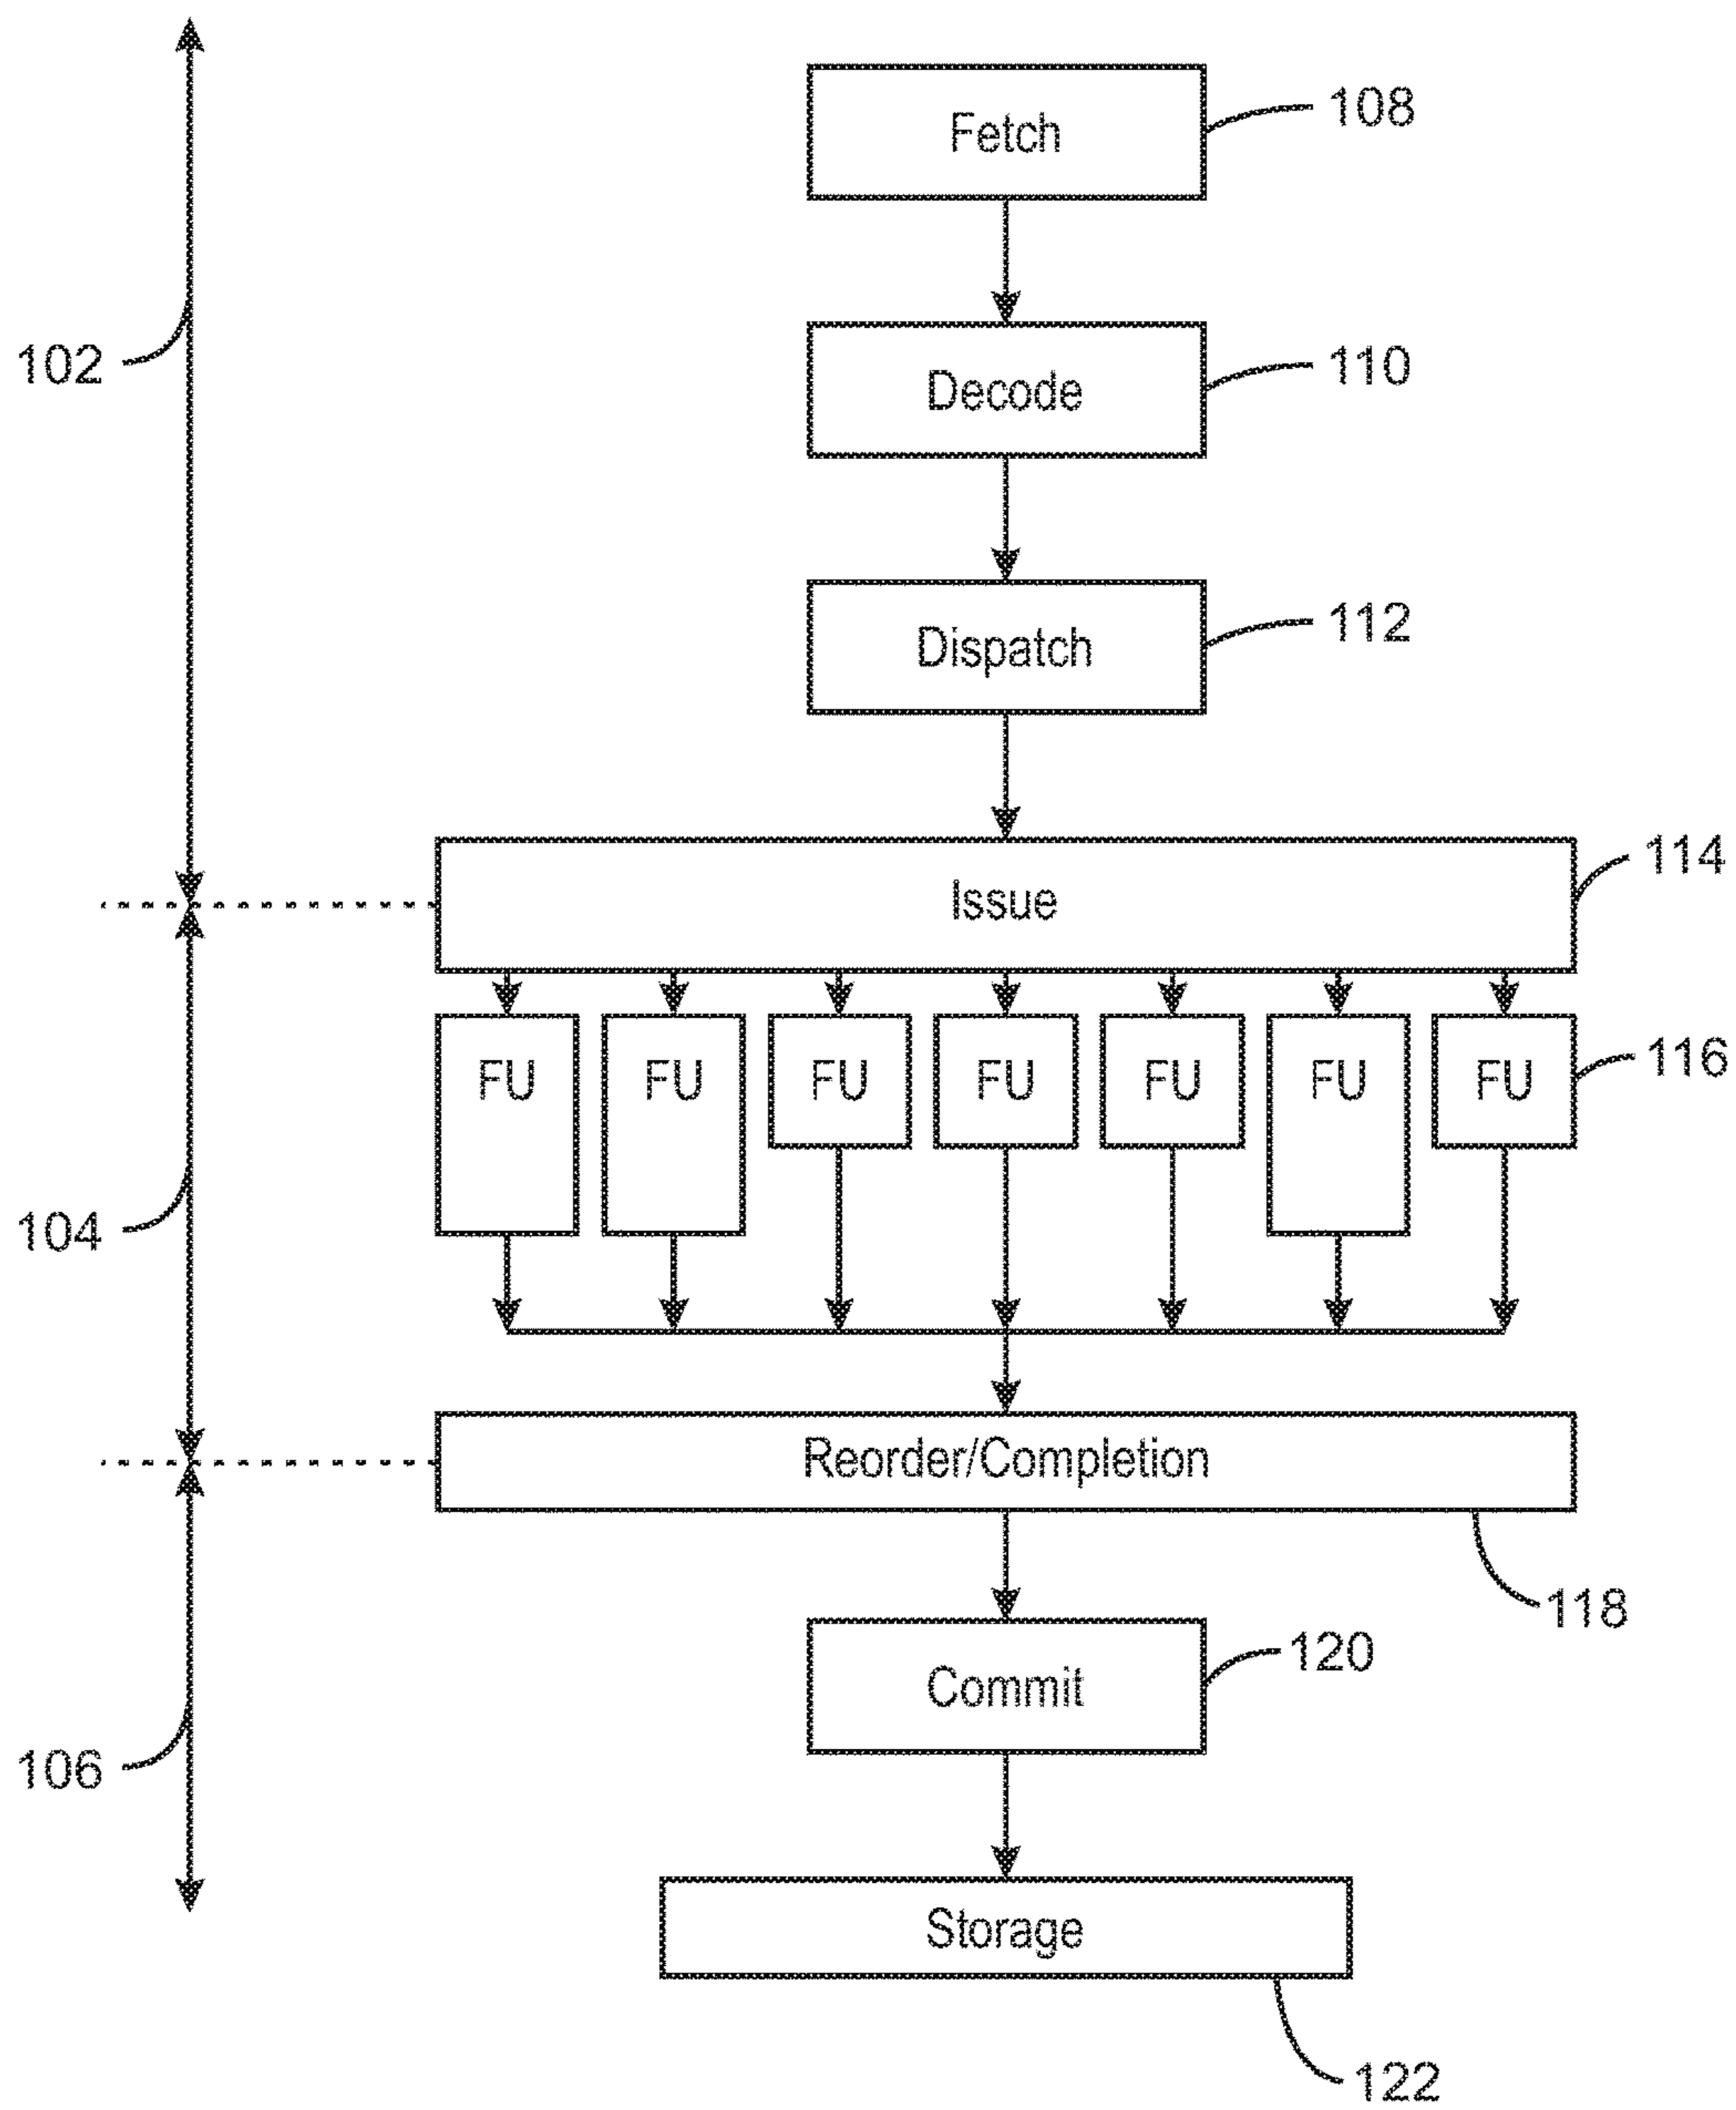 Fetch
108
102
Decode
110
Dispatch
112
Issue
114
FU FU FU FU FU FU FU
116
104
Reorder/Completion
118
Commit
120
106
Storage
122